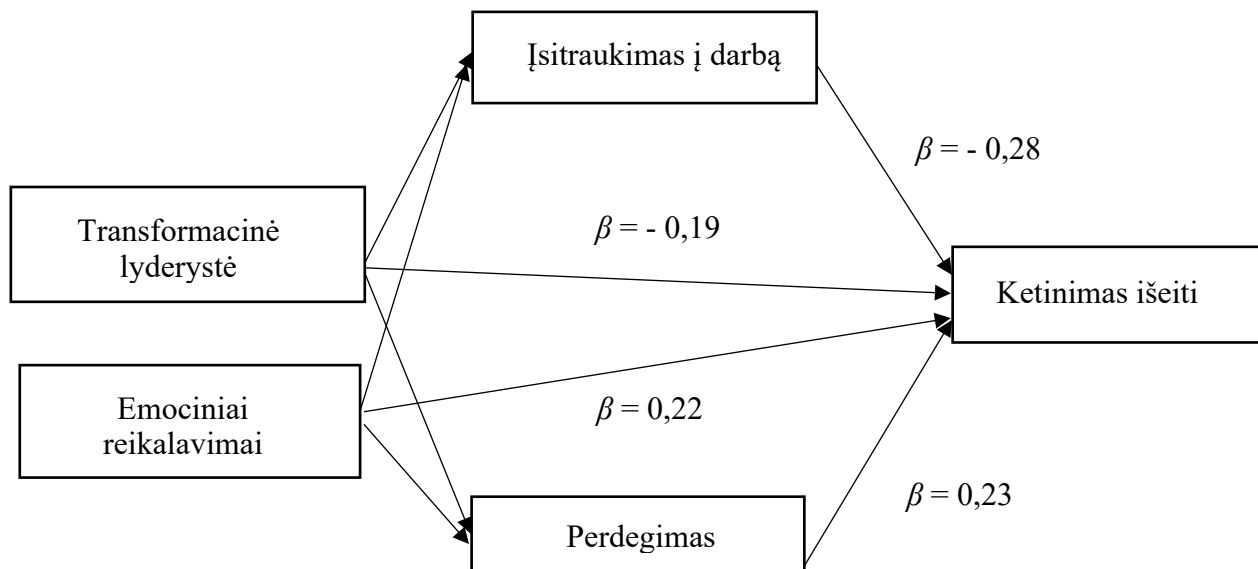 Įsitraukimas į darbą
β = - 0,28
Transformacinė
lyderystė
β = - 0,19
Ketinimas išeiti
Emociniai
reikalavimai
β = 0,22
β = 0,23
Perdegimas